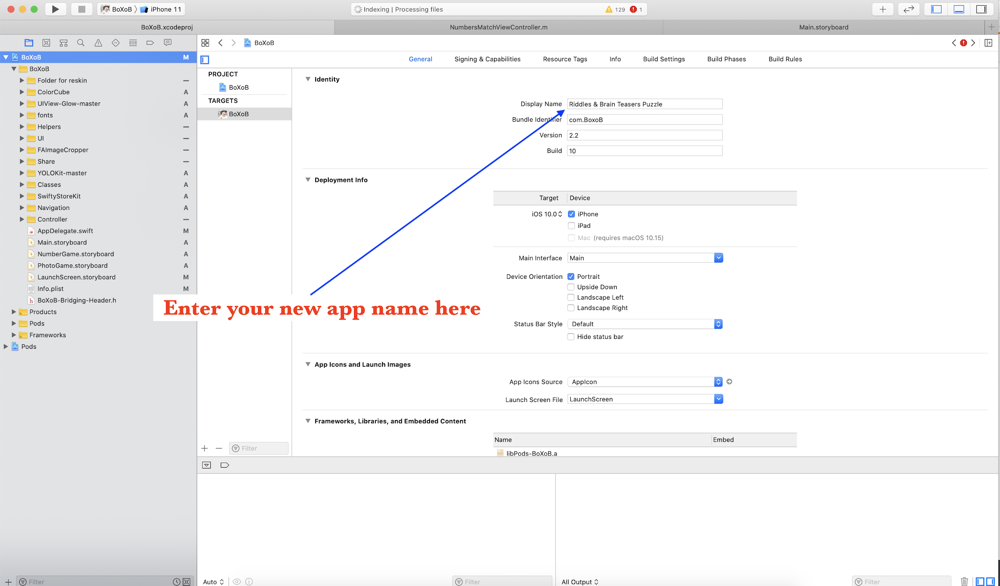 BoXoB
iPhone 11
Indexing | Processing files
129
1
BoXoB.xcodeproj
NumbersMatchViewController.m
Main.storyboard
BoXoB
BoXoB M
BoXoB
Folder for reskin
ColorCube A
UIView-Glow-master A
fonts A
Helpers
UI
FAImageCropper
Share
YOLOKit-master A
Classes A
SwiftyStoreKit A
Navigation A
Controller
AppDelegate.swift M
Main.storyboard A
NumberGame.storyboard A
PhotoGame.storyboard A
LaunchScreen.storyboard M
Info.plist M
BoXoB-Bridging-Header.h
Products
Pods
Frameworks
Pods
Filter
General
Signing & Capabilities
Resource Tags
Info
Build Settings
Build Phases
Build Rules
PROJECT
BoXoB
TARGETS
BoXoB
Filter
Identity
Display Name Riddles & Brain Teasers Puzzle
Bundle Identifier com.BoxoB
Version 2.2
Build 10
Deployment Info
Target Device
iOS 10.0 iPhone
iPad
Mac (requires macOS 10.15)
Main Interface Main
Device Orientation Portrait
Upside Down
Landscape Left
Landscape Right
Enter your new app name here
Status Bar Style Default
Hide status bar
App Icons and Launch Images
App Icons Source AppIcon
Launch Screen File LaunchScreen
Frameworks, Libraries, and Embedded Content
Name Embed
libPods-BoXoB.a
Auto
Filter
All Output
Filter